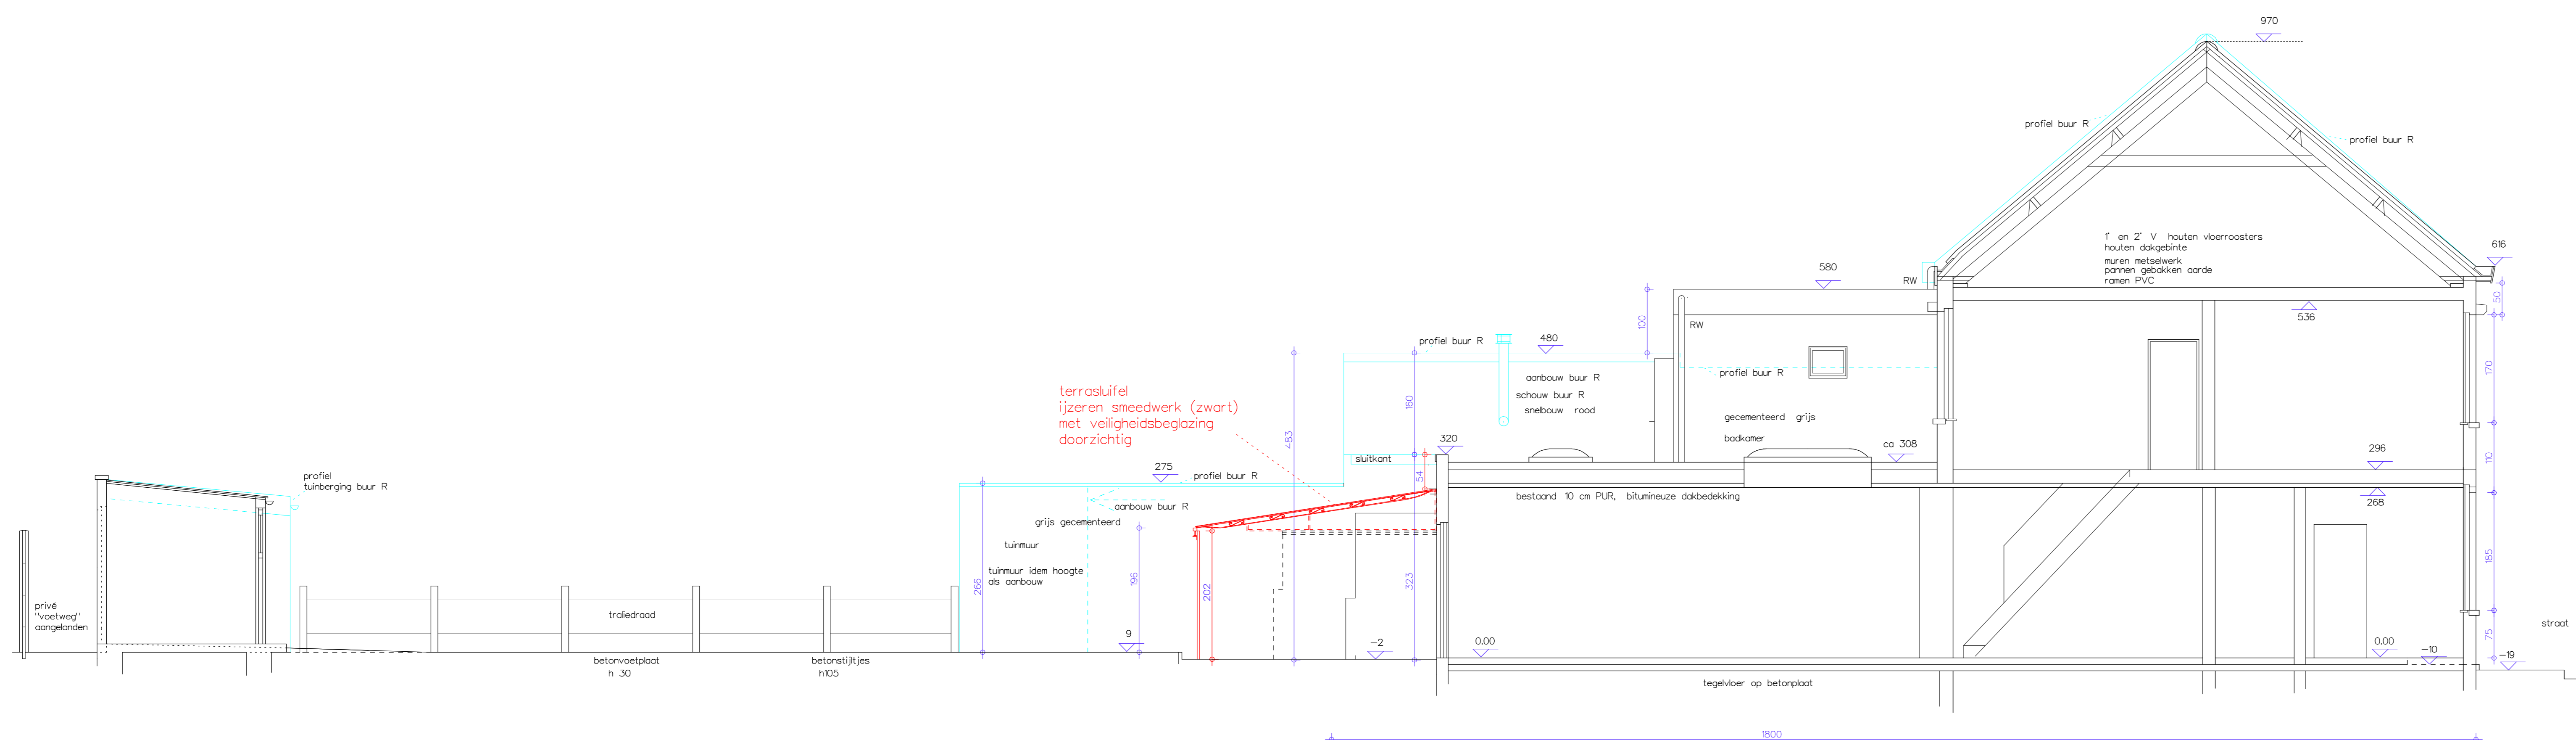 970
profiel buur R
profiel buur R
1° en 2° V houten vloerroosters
houten dakgebinte
muren metselwerk
pannen gebakken aarde
ramen PVC
616
580
RW
50
536
100
RW
profiel buur R
480
profiel buur R
170
aanbouw buur R
schouw buur R
snelbouw rood
terrasluifel
ijzeren smeedwerk (zwart)
met veiligheidsbeglazing
doorzichtig
160
483
gecementeerd grijs
badkamer
320
ca 308
296
110
sluitkant
54
275
profiel buur R
profiel
tuinberging buur R
bestaand 10 cm PUR, bitumineuze dakbedekking
268
aanbouw buur R
grijs gecementeerd
tuinmuur
tuinmuur idem hoogte
als aanbouw
266
196
202
323
185
privé
"voetweg"
aangelanden
traliedraad
straat
9
-2
0.00
0.00
75
-10
-19
betonvoetplaat
h 30
betonstijltjes
h105
tegelvloer op betonplaat
1800